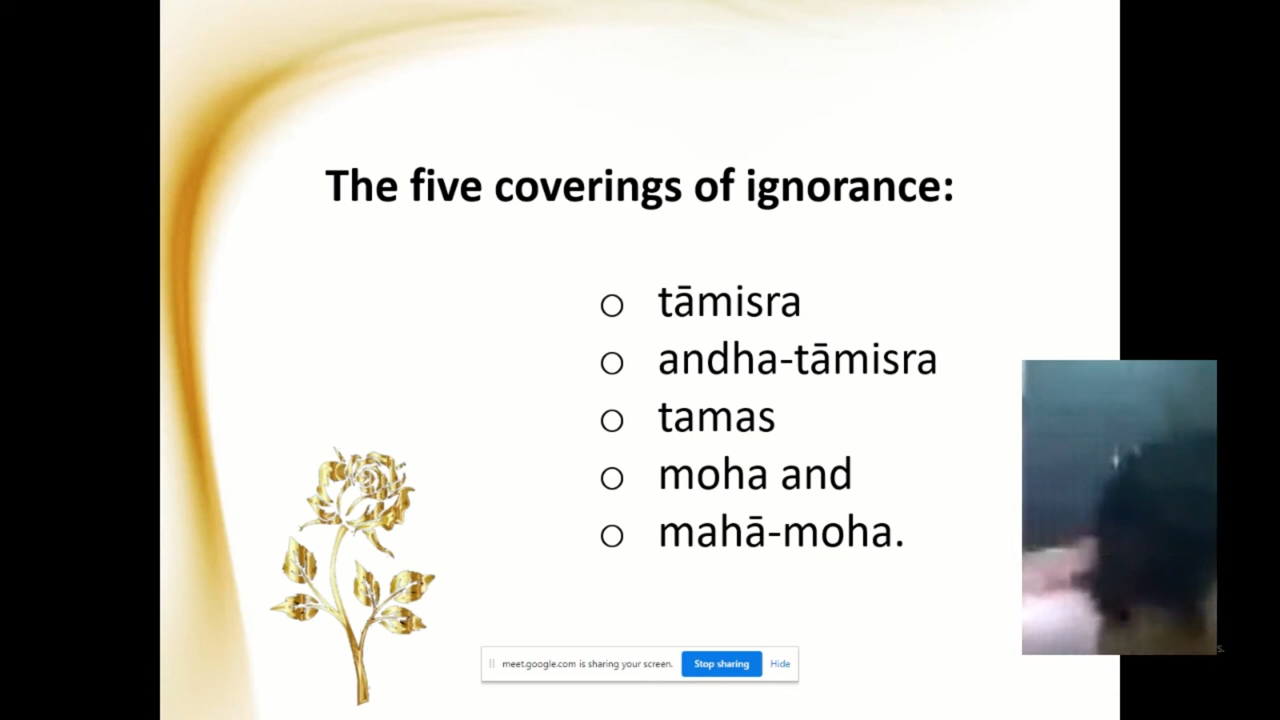 The five coverings of ignorance:
o tāmisra
o andha-tāmisra
o tamas
o moha and
o mahā-moha.
meet.google.com is sharing your screen. Stop sharing Hide
s.